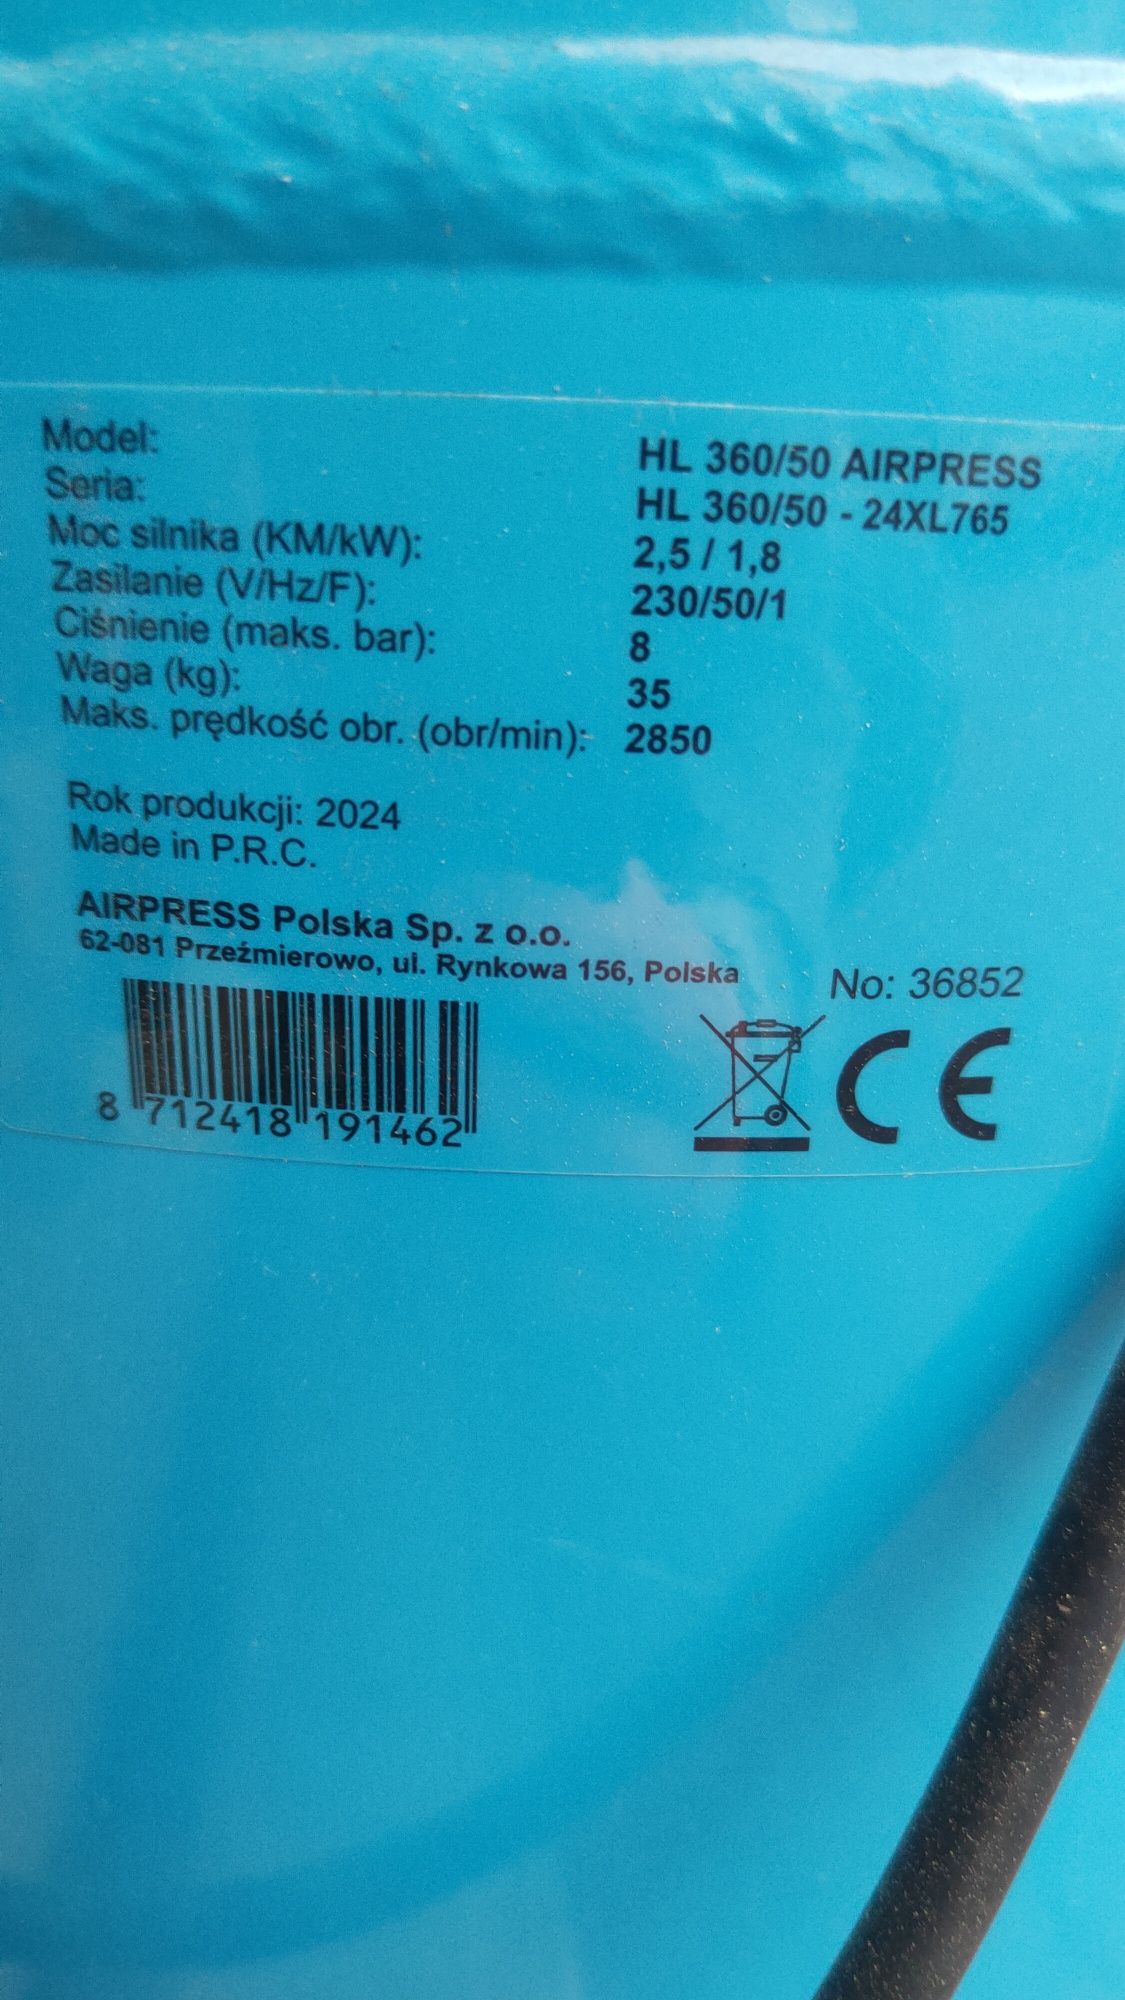 Model: HL 360/50 AIRPRESS
Seria: HL 360/50 - 24XL765
Moc silnika (KM/kW): 2,5 / 1,8
Zasilanie (V/Hz/F): 230/50/1
Ciśnienie (maks. bar): 8
Waga (kg): 35
Maks. prędkość obr. (obr/min): 2850
Rok produkcji: 2024
Made in P.R.C.
AIRPRESS Polska Sp. z o.o.
62-081 Przeźmierowo, ul. Rynkowa 156, Polska
No: 36852
8 712418 191462
CE